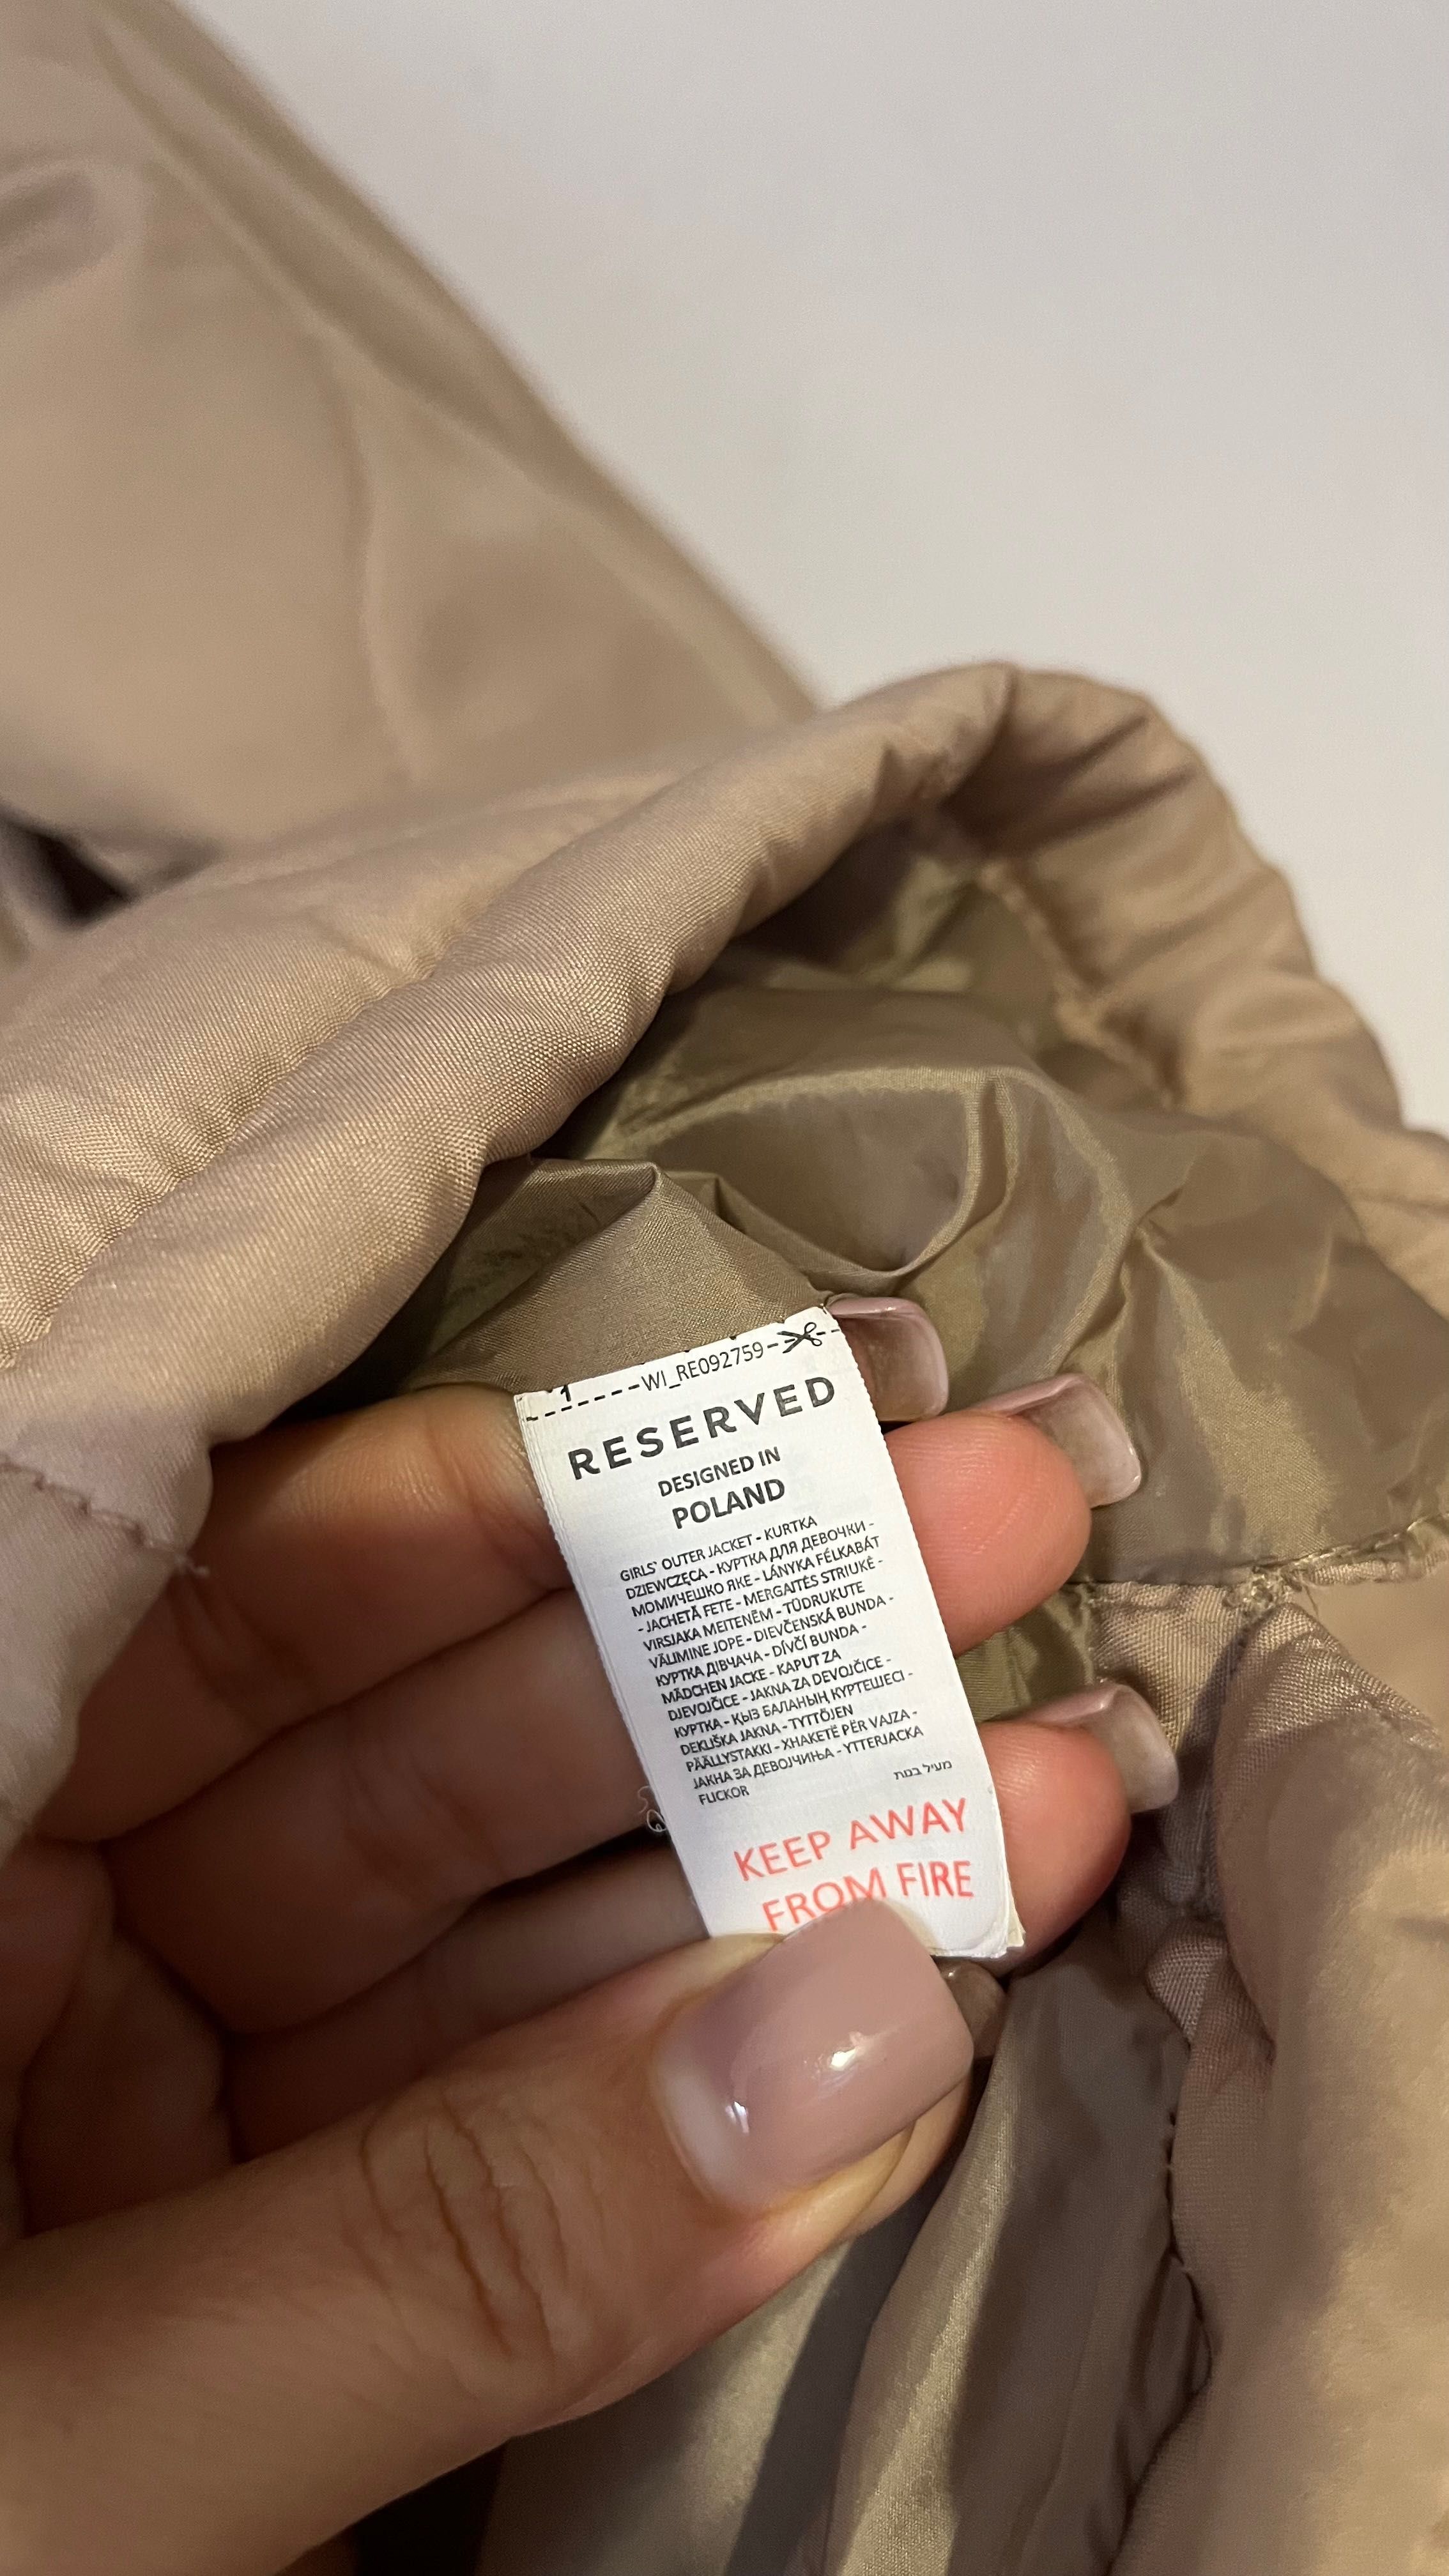 1-----WI_RE092759--
RESERVED
DESIGNED IN
POLAND
GIRLS' OUTER JACKET - KURTKA
DZIEWCZĘCA - КУРТКА ДЛЯ ДЕВОЧКИ -
МОМИЧЕШКО ЯКЕ - LÁNYKA FÉLKABÁT
- JACHETĂ FETE - MERGAITĖS STRIUKĖ -
VIRSJAKA MEITENĒM - TÜDRUKUTE
VÄLIMINE JOPE - DIEVČENSKÁ BUNDA -
КУРТКА ДІВЧАЧА - DÍVČÍ BUNDA -
MÄDCHEN JACKE - KAPUT ZA
DJEVOJČICE - JAKNA ZA DEVOJČICE -
КУРТКА - ҚЫЗ БАЛАНЫҢ КУРТЕШЕСІ -
DEKLIŠKA JAKNA - TYTTÖJEN
PÄÄLLYSTAKKI - XHAKETË PËR VAJZA -
ЈАКНА ЗА ДЕВОЈЧИЊА - YTTERJACKA
FLICKOR
מעיל בנות
KEEP AWAY
FROM FIRE